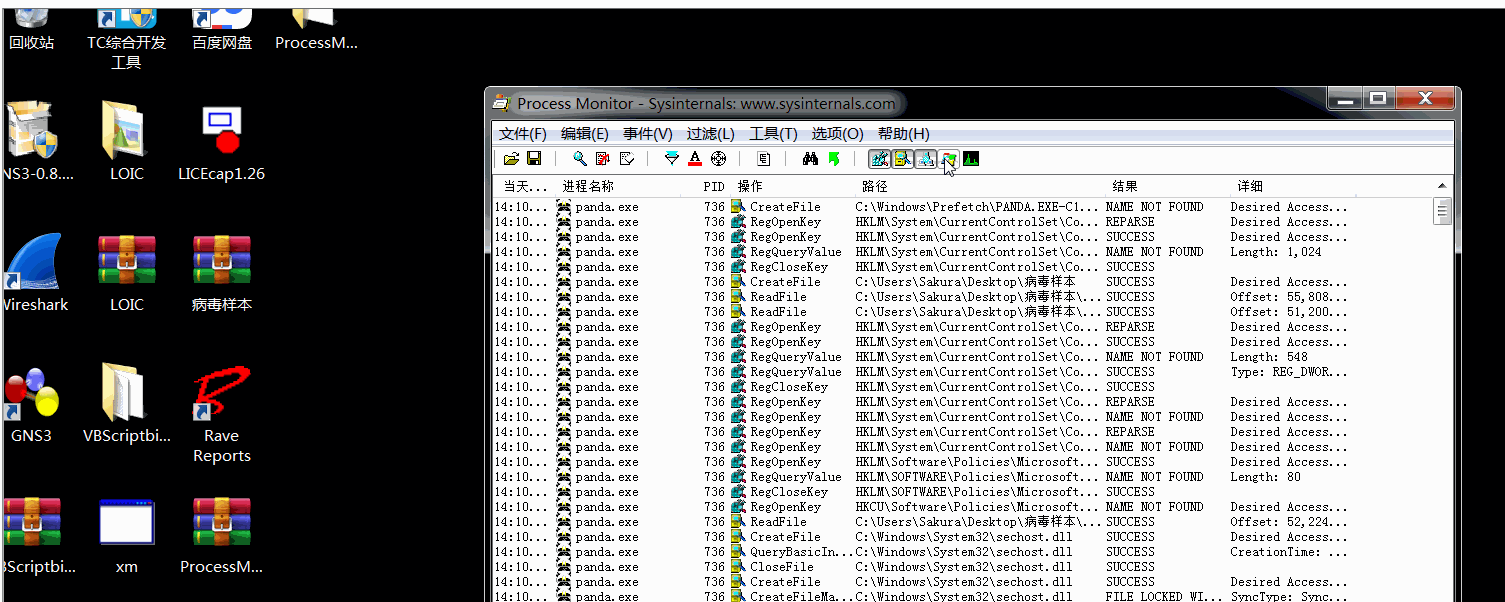 回收站
TC综合开发工具
百度网盘
ProcessM...
NS3-0.8....
LOIC
LICEcap1.26
Wireshark
LOIC
病毒样本
GNS3
VBScriptbi...
Rave Reports
Scriptbi...
xm
ProcessM...
Process Monitor - Sysinternals: www.sysinternals.com
文件(F) 编辑(E) 事件(V) 过滤(L) 工具(T) 选项(O) 帮助(H)
当天... 进程名称 PID 操作 路径 结果 详细
14:10... panda.exe 736 CreateFile C:\Windows\Prefetch\PANDA.EXE-C1... NAME NOT FOUND Desired Access...
14:10... panda.exe 736 RegOpenKey HKLM\System\CurrentControlSet\Co... REPARSE Desired Access...
14:10... panda.exe 736 RegOpenKey HKLM\System\CurrentControlSet\Co... SUCCESS Desired Access...
14:10... panda.exe 736 RegQueryValue HKLM\System\CurrentControlSet\Co... NAME NOT FOUND Length: 1,024
14:10... panda.exe 736 RegCloseKey HKLM\System\CurrentControlSet\Co... SUCCESS
14:10... panda.exe 736 CreateFile C:\Users\Sakura\Desktop\病毒样本 SUCCESS Desired Access...
14:10... panda.exe 736 ReadFile C:\Users\Sakura\Desktop\病毒样本\... SUCCESS Offset: 55,808...
14:10... panda.exe 736 ReadFile C:\Users\Sakura\Desktop\病毒样本\... SUCCESS Offset: 51,200...
14:10... panda.exe 736 RegOpenKey HKLM\System\CurrentControlSet\Co... REPARSE Desired Access...
14:10... panda.exe 736 RegOpenKey HKLM\System\CurrentControlSet\Co... SUCCESS Desired Access...
14:10... panda.exe 736 RegQueryValue HKLM\System\CurrentControlSet\Co... NAME NOT FOUND Length: 548
14:10... panda.exe 736 RegQueryValue HKLM\System\CurrentControlSet\Co... SUCCESS Type: REG_DWOR...
14:10... panda.exe 736 RegCloseKey HKLM\System\CurrentControlSet\Co... SUCCESS
14:10... panda.exe 736 RegOpenKey HKLM\System\CurrentControlSet\Co... REPARSE Desired Access...
14:10... panda.exe 736 RegOpenKey HKLM\System\CurrentControlSet\Co... NAME NOT FOUND Desired Access...
14:10... panda.exe 736 RegOpenKey HKLM\System\CurrentControlSet\Co... REPARSE Desired Access...
14:10... panda.exe 736 RegOpenKey HKLM\System\CurrentControlSet\Co... NAME NOT FOUND Desired Access...
14:10... panda.exe 736 RegOpenKey HKLM\Software\Policies\Microsoft... SUCCESS Desired Access...
14:10... panda.exe 736 RegQueryValue HKLM\SOFTWARE\Policies\Microsoft... NAME NOT FOUND Length: 80
14:10... panda.exe 736 RegCloseKey HKLM\SOFTWARE\Policies\Microsoft... SUCCESS
14:10... panda.exe 736 RegOpenKey HKCU\Software\Policies\Microsoft... NAME NOT FOUND Desired Access...
14:10... panda.exe 736 ReadFile C:\Users\Sakura\Desktop\病毒样本\... SUCCESS Offset: 52,224...
14:10... panda.exe 736 CreateFile C:\Windows\System32\sechost.dll SUCCESS Desired Access...
14:10... panda.exe 736 QueryBasicIn... C:\Windows\System32\sechost.dll SUCCESS CreationTime: ...
14:10... panda.exe 736 CloseFile C:\Windows\System32\sechost.dll SUCCESS
14:10... panda.exe 736 CreateFile C:\Windows\System32\sechost.dll SUCCESS Desired Access...
14:10... panda.exe 736 CreateFileMa... C:\Windows\System32\sechost.dll FILE LOCKED WI... SyncType: Sync...